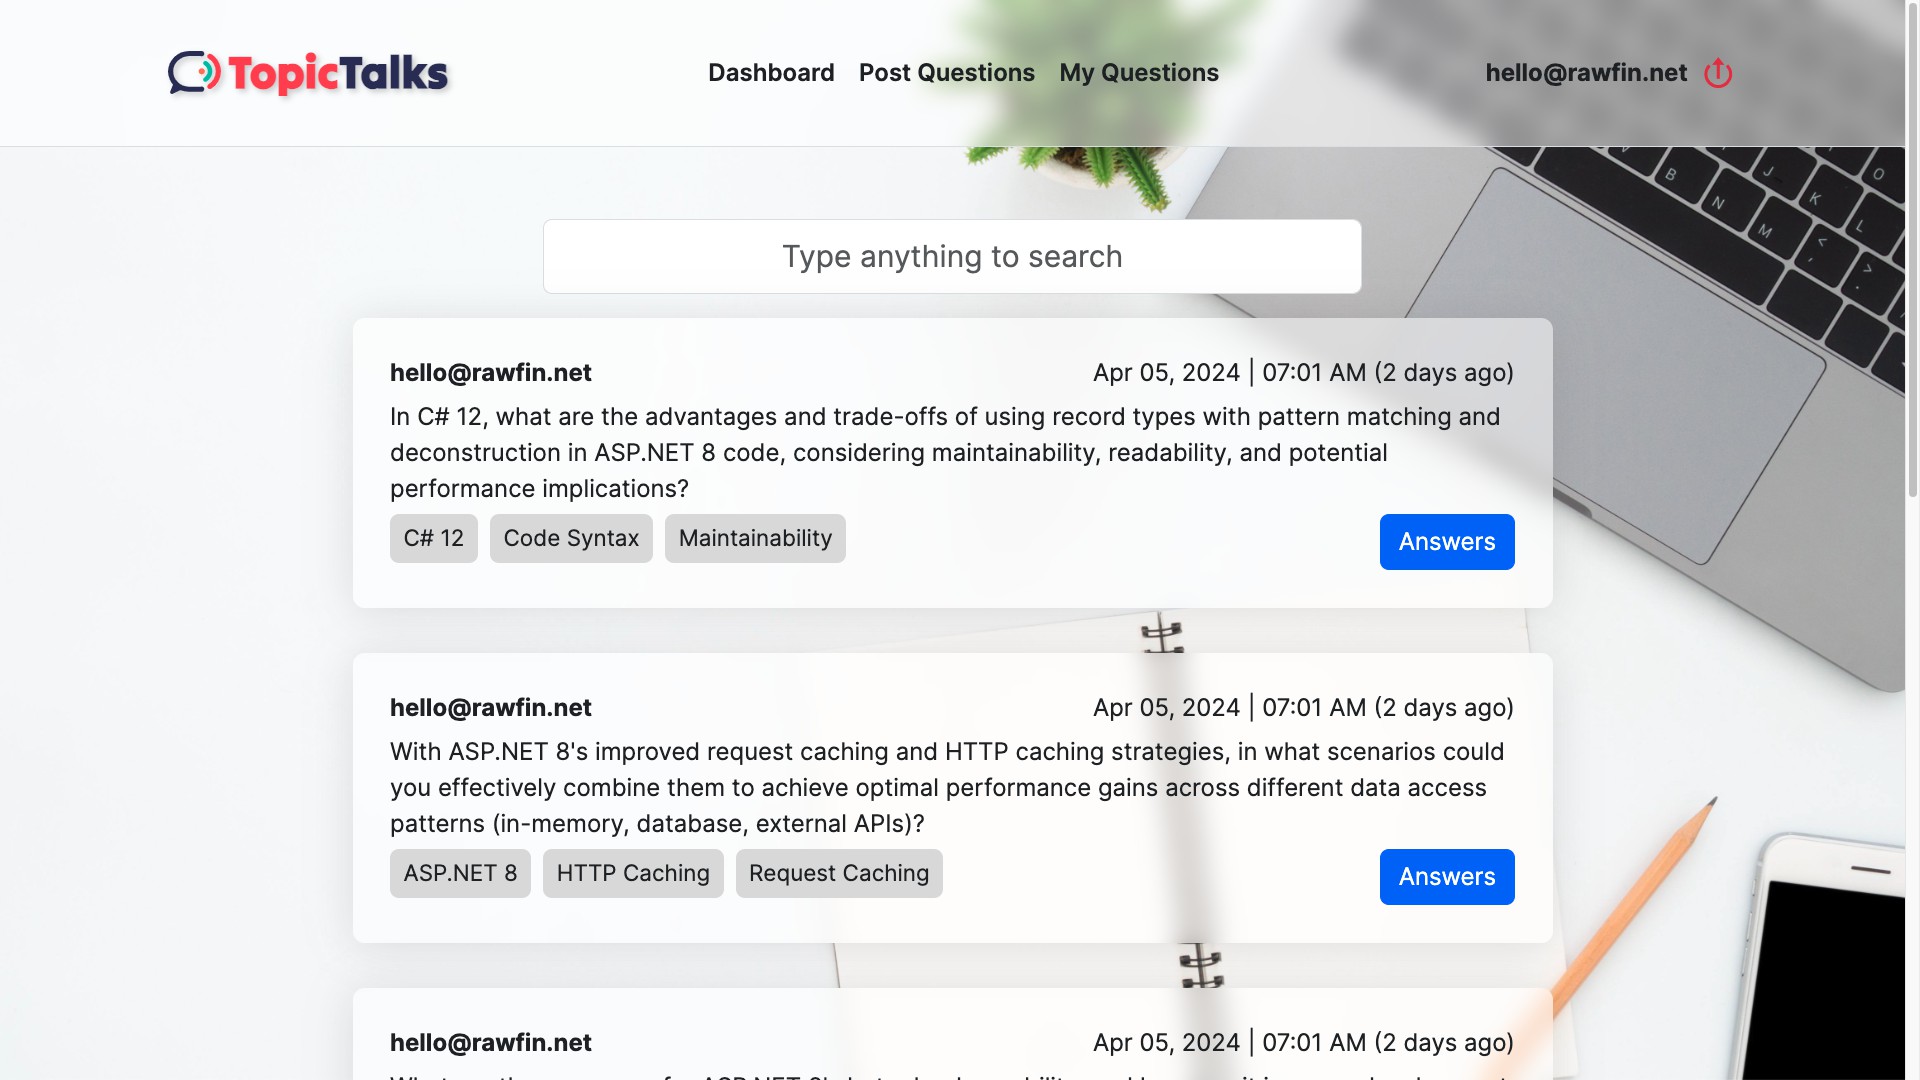 TopicTalks
Dashboard Post Questions My Questions
hello@rawfin.net
Type anything to search
hello@rawfin.net Apr 05, 2024 | 07:01 AM (2 days ago)
In C# 12, what are the advantages and trade-offs of using record types with pattern matching and
deconstruction in ASP.NET 8 code, considering maintainability, readability, and potential
performance implications?
C# 12 Code Syntax Maintainability
Answers
hello@rawfin.net Apr 05, 2024 | 07:01 AM (2 days ago)
With ASP.NET 8's improved request caching and HTTP caching strategies, in what scenarios could
you effectively combine them to achieve optimal performance gains across different data access
patterns (in-memory, database, external APIs)?
ASP.NET 8 HTTP Caching Request Caching
Answers
hello@rawfin.net Apr 05, 2024 | 07:01 AM (2 days ago)